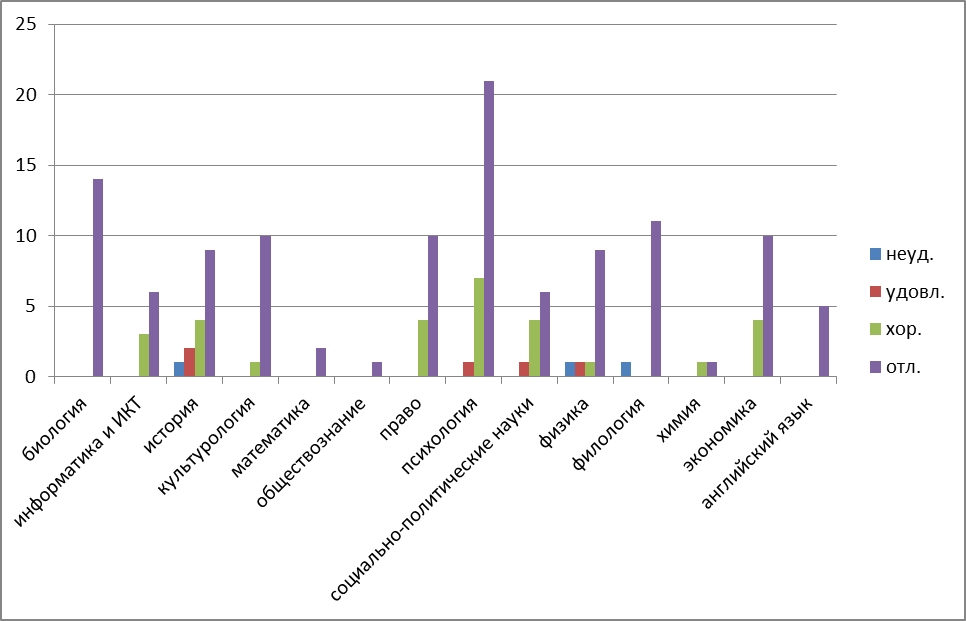 25
20
15
10
5
0
биология
информатика и ИКТ
история
культурология
математика
обществознание
право
психология
социально-политические науки
физика
филология
химия
экономика
английский язык
неуд.
удовл.
хор.
отл.